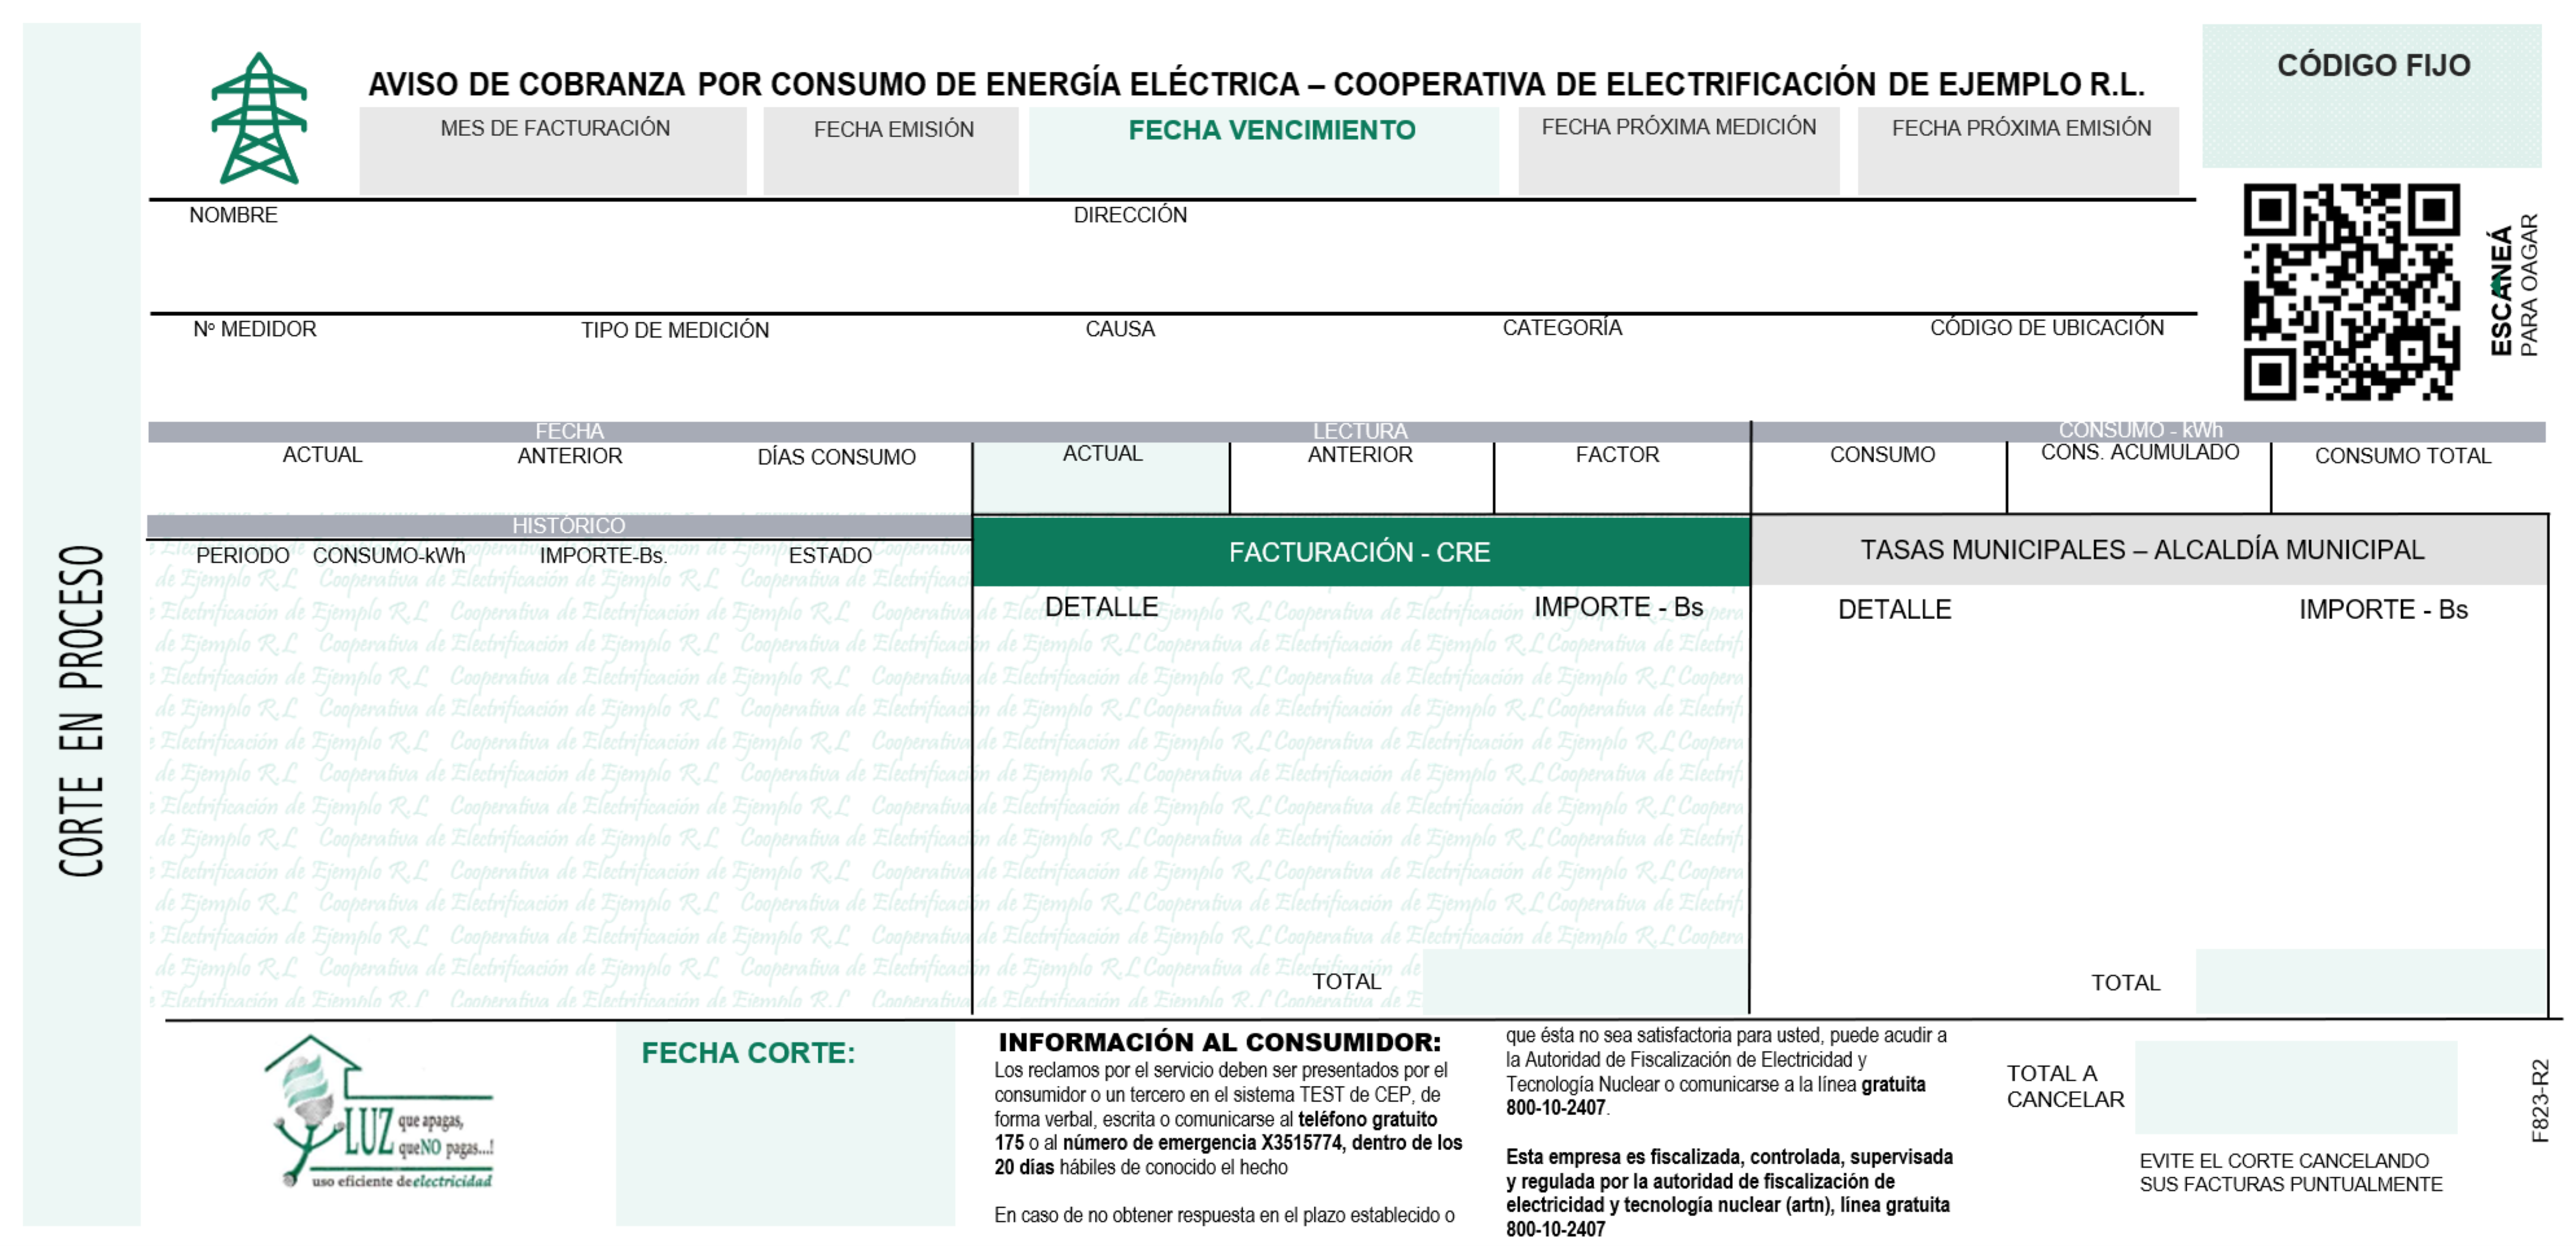 AVISO DE COBRANZA POR CONSUMO DE ENERGÍA ELÉCTRICA – COOPERATIVA DE ELECTRIFICACIÓN DE EJEMPLO R.L.
CÓDIGO FIJO
MES DE FACTURACIÓN
FECHA EMISIÓN
FECHA VENCIMIENTO
FECHA PRÓXIMA MEDICIÓN
FECHA PRÓXIMA EMISIÓN
NOMBRE
DIRECCIÓN
ESCANEÁ
PARA OAGAR
Nº MEDIDOR
TIPO DE MEDICIÓN
CAUSA
CATEGORÍA
CÓDIGO DE UBICACIÓN
FECHA
LECTURA
CONSUMO - kWh
ACTUAL
ANTERIOR
DÍAS CONSUMO
ACTUAL
ANTERIOR
FACTOR
CONSUMO
CONS. ACUMULADO
CONSUMO TOTAL
HISTÓRICO
PERIODO
CONSUMO-kWh
IMPORTE-Bs.
ESTADO
FACTURACIÓN - CRE
DETALLE
IMPORTE - Bs
TOTAL
TASAS MUNICIPALES – ALCALDÍA MUNICIPAL
DETALLE
IMPORTE - Bs
TOTAL
CORTE EN PROCESO
LUZ que apagas,
que NO pagas...!
uso eficiente de electricidad
FECHA CORTE:
INFORMACIÓN AL CONSUMIDOR:
Los reclamos por el servicio deben ser presentados por el
consumidor o un tercero en el sistema TEST de CEP, de
forma verbal, escrita o comunicarse al teléfono gratuito
175 o al número de emergencia X3515774, dentro de los
20 días hábiles de conocido el hecho
En caso de no obtener respuesta en el plazo establecido o
que ésta no sea satisfactoria para usted, puede acudir a
la Autoridad de Fiscalización de Electricidad y
Tecnología Nuclear o comunicarse a la línea gratuita
800-10-2407.
Esta empresa es fiscalizada, controlada, supervisada
y regulada por la autoridad de fiscalización de
electricidad y tecnología nuclear (artn), línea gratuita
800-10-2407
TOTAL A
CANCELAR
EVITE EL CORTE CANCELANDO
SUS FACTURAS PUNTUALMENTE
F823-R2